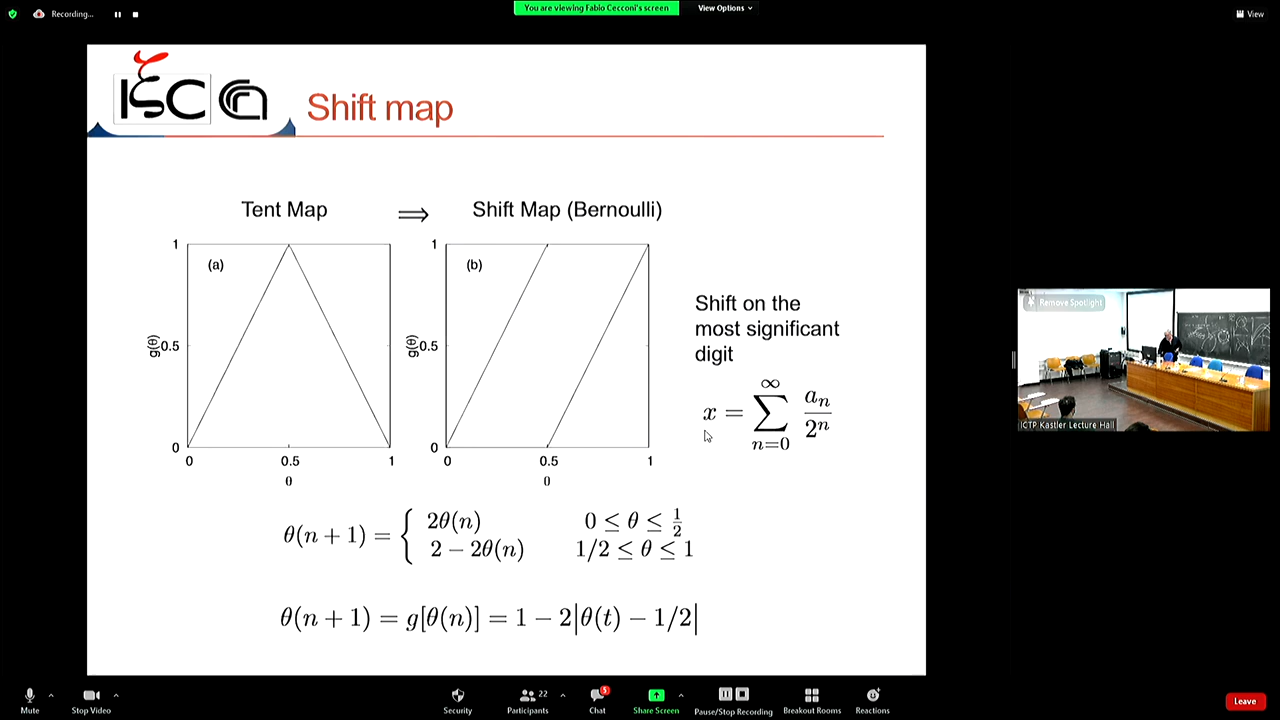 Recording...
You are viewing Fabio Cecconi's screen
View Options
View
ISC
Shift map
Tent Map
⟹
Shift Map (Bernoulli)
1
(a)
g(θ)
0.5
0
0
0.5
1
θ
1
(b)
g(θ)
0.5
0
0
0.5
1
θ
Shift on the
most significant
digit
x = ∑_{n=0}^{∞} a_n / 2^n
θ(n + 1) = { 2θ(n) 0 ≤ θ ≤ 1/2
2 − 2θ(n) 1/2 ≤ θ ≤ 1
θ(n + 1) = g[θ(n)] = 1 − 2|θ(t) − 1/2|
Remove Spotlight
ICTP Kastler Lecture Hall
Mute
Stop Video
Security
22
Participants
5
Chat
Share Screen
Pause/Stop Recording
Breakout Rooms
Reactions
Leave